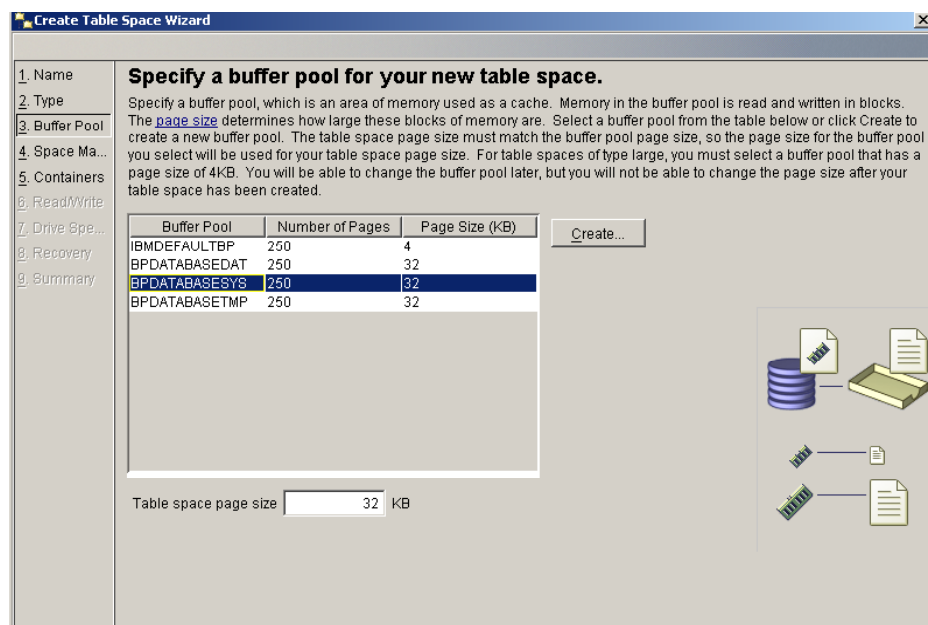 Create Table Space Wizard
1. Name
2. Type
3. Buffer Pool
4. Space Ma...
5. Containers
6. Read/Write
7. Drive Spe...
8. Recovery
9. Summary
Specify a buffer pool for your new table space.
Specify a buffer pool, which is an area of memory used as a cache. Memory in the buffer pool is read and written in blocks.
The page size determines how large these blocks of memory are. Select a buffer pool from the table below or click Create to
create a new buffer pool. The table space page size must match the buffer pool page size, so the page size for the buffer pool
you select will be used for your table space page size. For table spaces of type large, you must select a buffer pool that has a
page size of 4KB. You will be able to change the buffer pool later, but you will not be able to change the page size after your
table space has been created.
Buffer Pool Number of Pages Page Size (KB)
IBMDEFAULTBP 250 4
BPDATABASEDAT 250 32
BPDATABASESYS 250 32
BPDATABASETMP 250 32
Create...
Table space page size 32 KB